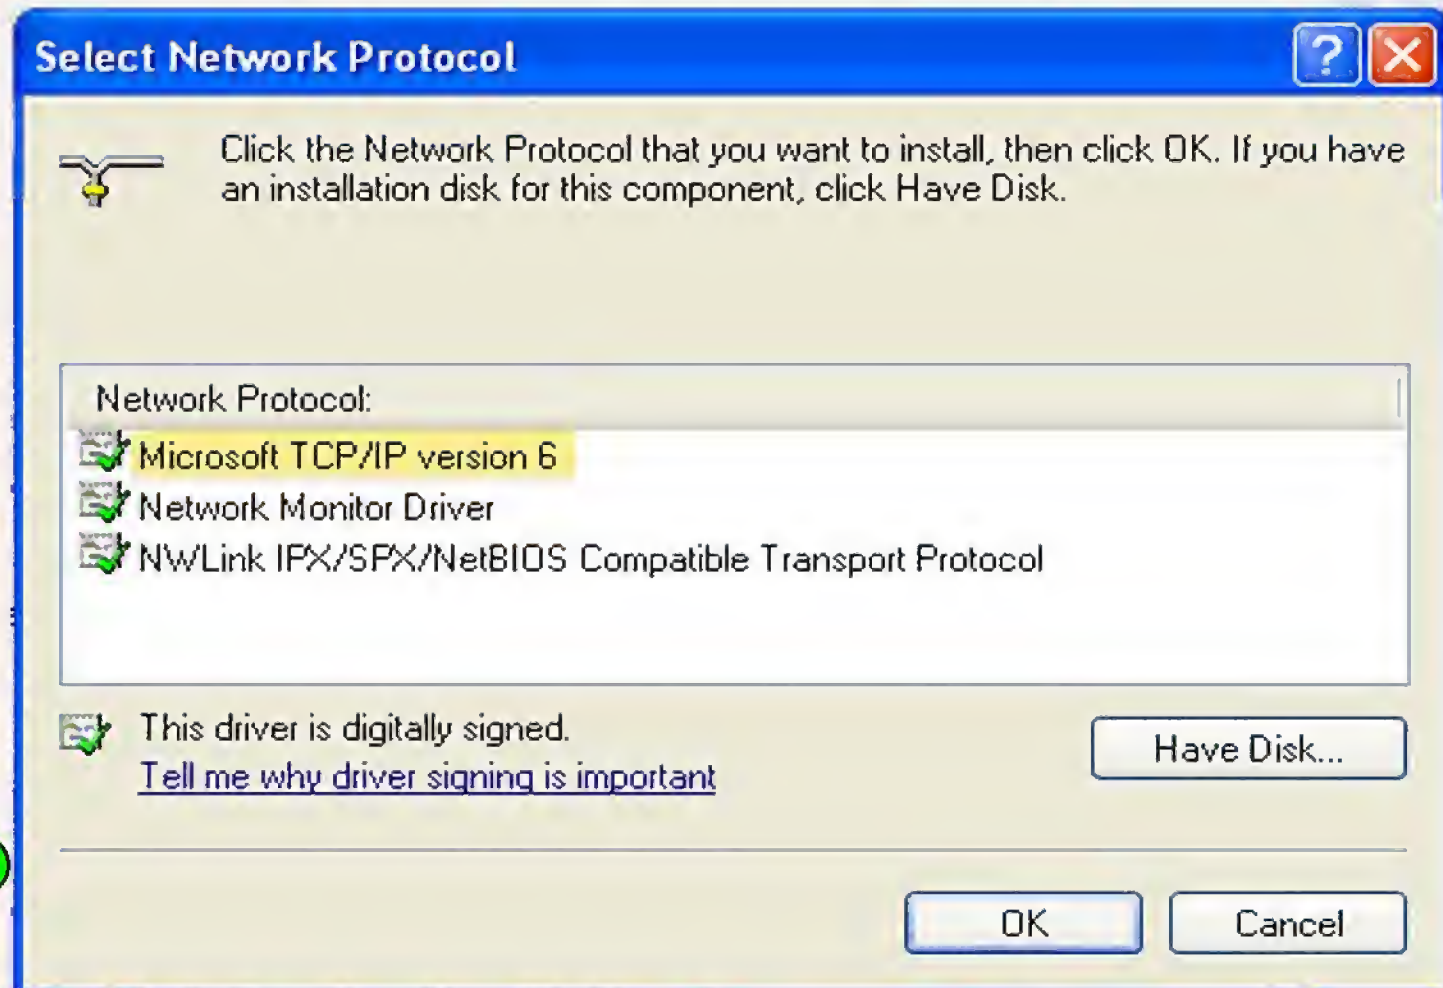 Select Network Protocol
Click the Network Protocol that you want to install, then click OK. If you have
an installation disk for this component, click Have Disk.
Network Protocol:
Microsoft TCP/IP version 6
Network Monitor Driver
NWLink IPX/SPX/NetBIOS Compatible Transport Protocol
This driver is digitally signed.
Tell me why driver signing is important
Have Disk...
OK
Cancel